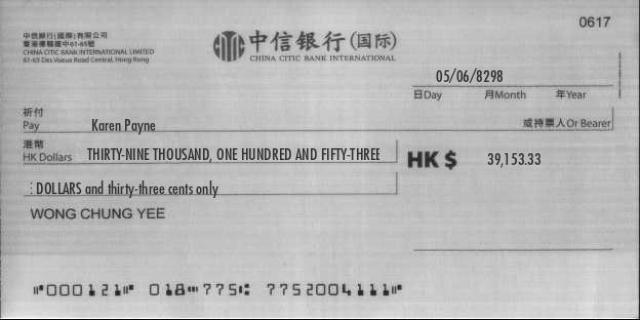 0617
中信銀行(國際)有限公司
香港德輔道中61-65號
CHINA CITIC BANK INTERNATIONAL LIMITED
61-65 Des Voeux Road Central, Hong Kong
中信银行(国际)
CHINA CITIC BANK INTERNATIONAL
05/06/8298
日Day 月Month 年Year
祈付
Pay Karen Payne 或持票人Or Bearer
港幣
HK Dollars THIRTY-NINE THOUSAND, ONE HUNDRED AND FIFTY-THREE HK $ 39,153.33
: DOLLARS and thirty-three cents only
WONG CHUNG YEE
⑈000121⑈ 018⑉775⑆ 7752004111⑈